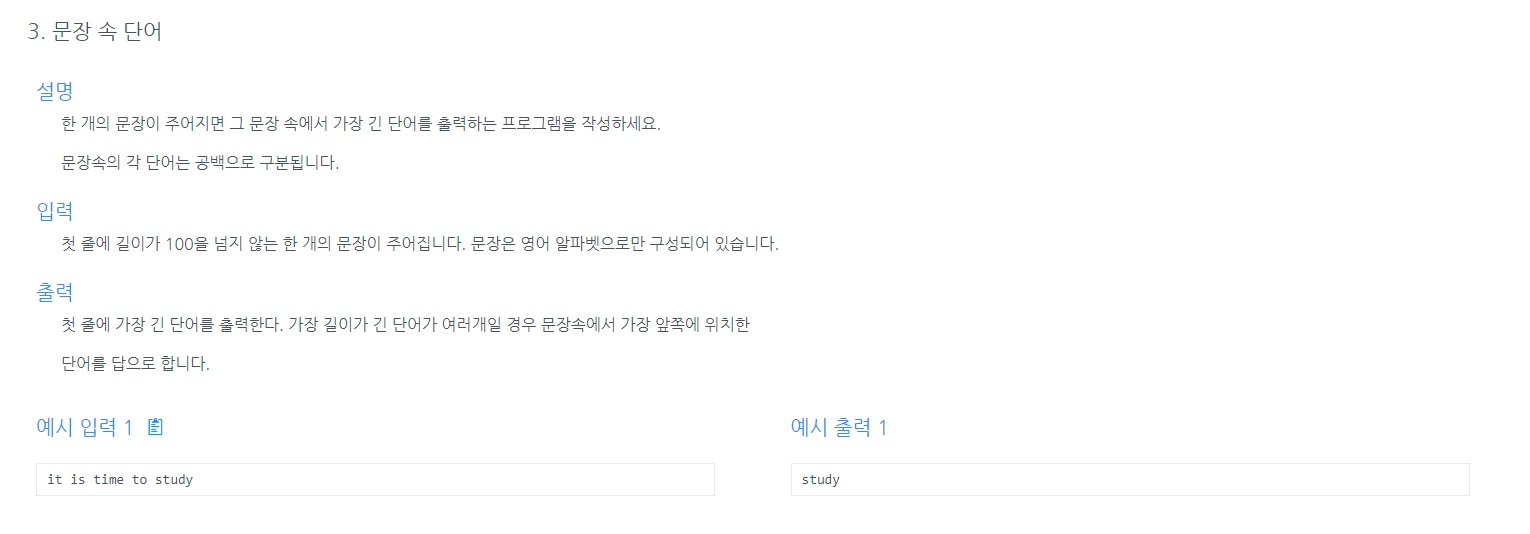 3. 문장 속 단어
설명
한 개의 문장이 주어지면 그 문장 속에서 가장 긴 단어를 출력하는 프로그램을 작성하세요.
문장속의 각 단어는 공백으로 구분됩니다.
입력
첫 줄에 길이가 100을 넘지 않는 한 개의 문장이 주어집니다. 문장은 영어 알파벳으로만 구성되어 있습니다.
출력
첫 줄에 가장 긴 단어를 출력한다. 가장 길이가 긴 단어가 여러개일 경우 문장속에서 가장 앞쪽에 위치한
단어를 답으로 합니다.
예시 입력 1
예시 출력 1
it is time to study
study